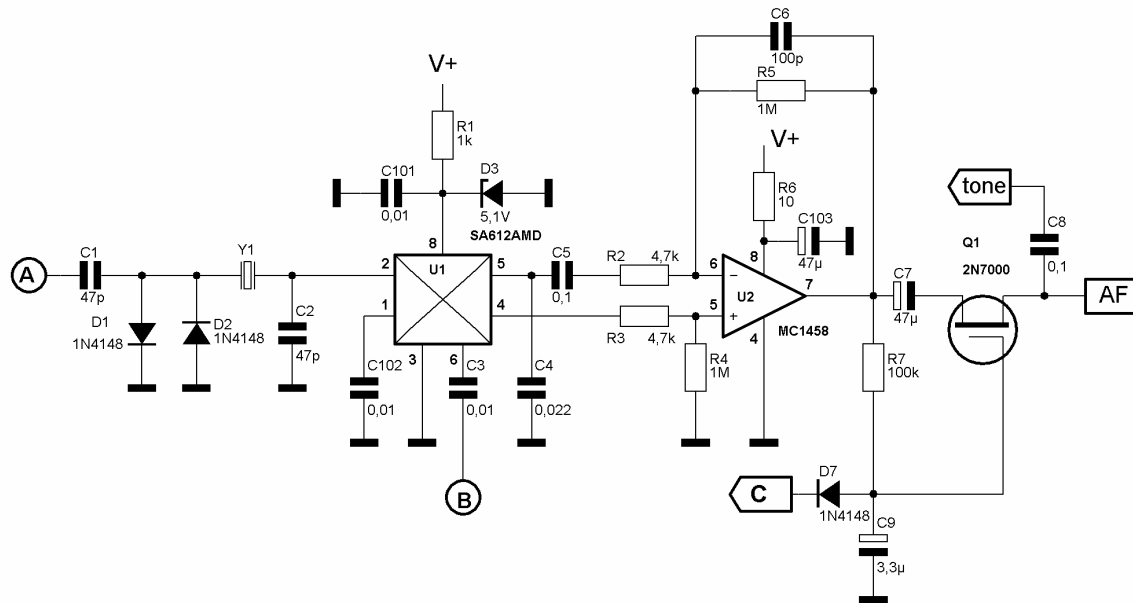 C6
100p
R5
1M
V+
R1
1k
V+
C101
0,01
D3
5,1V
R6
10
C103
47µ
tone
C8
0,1
Q1
2N7000
SA612AMD
A
C1
47p
Y1
8
U1
2
5
1
4
3
6
C5
0,1
R2
4,7k
R3
4,7k
6
5
8
U2
7
4
MC1458
C7
47µ
AF
D1
1N4148
D2
1N4148
C2
47p
C102
0,01
C3
0,01
C4
0,022
R4
1M
R7
100k
B
C
D7
1N4148
C9
3,3µ
−
+